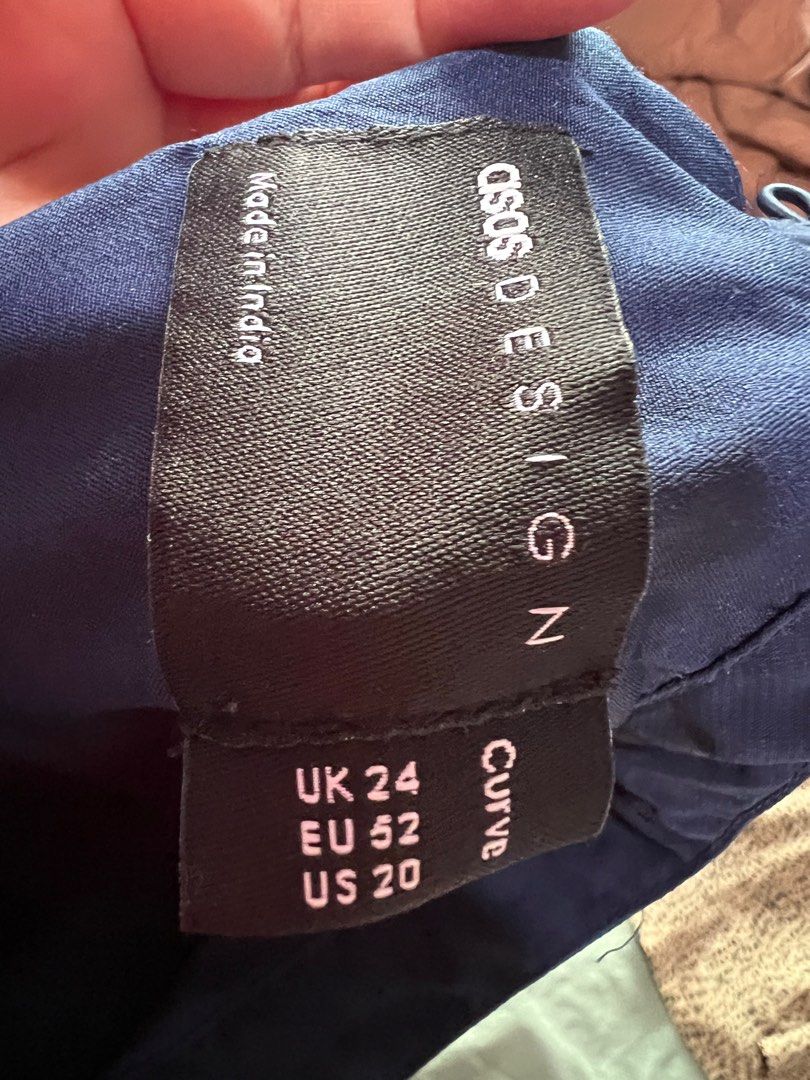 asos DESIGN
Made in India
Curve
UK 24
EU 52
US 20